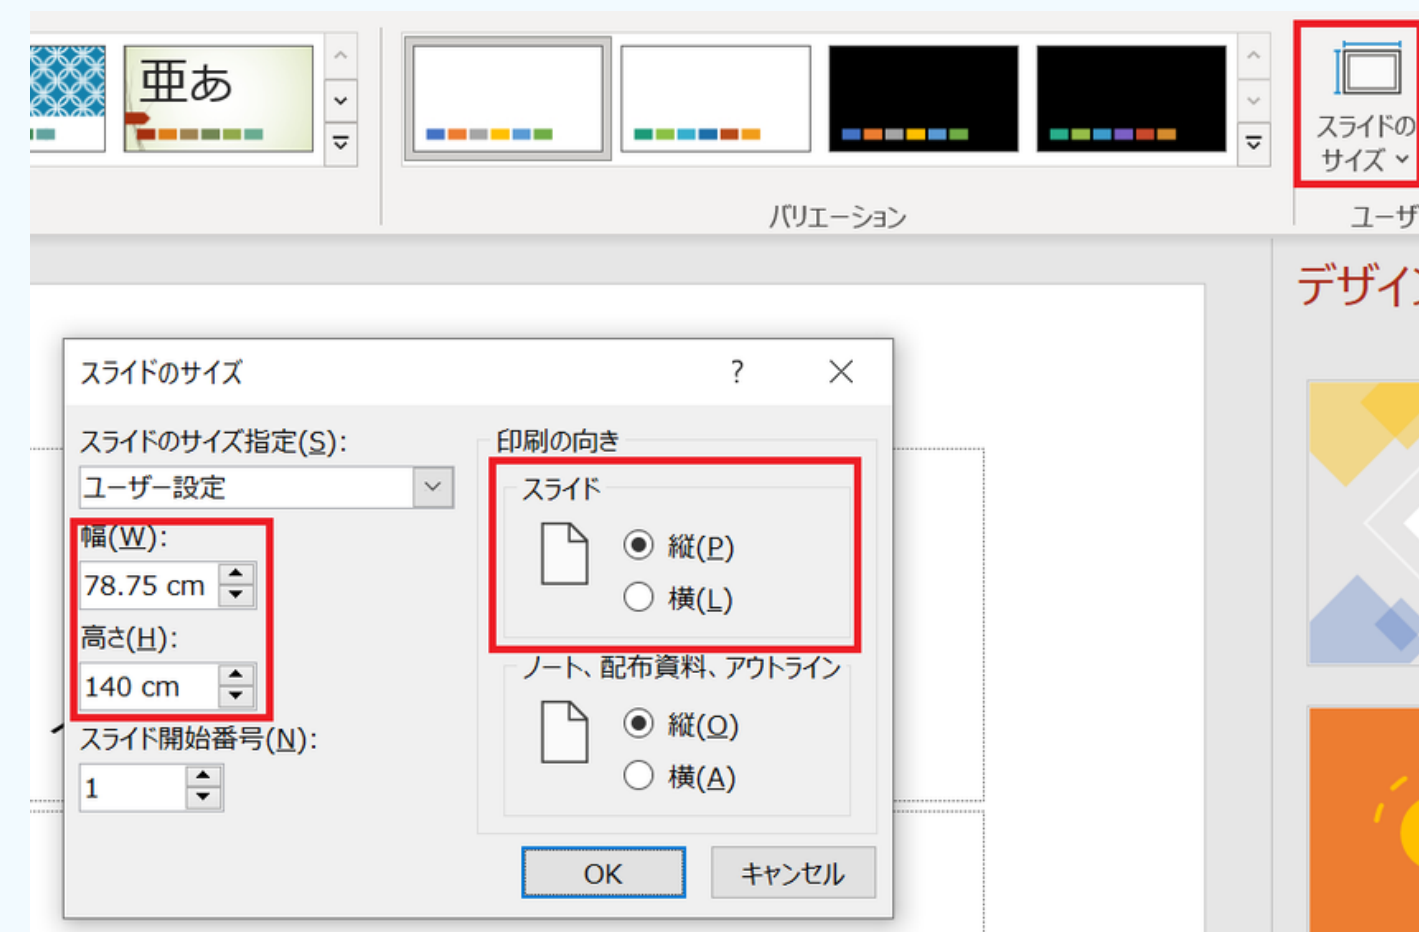 亜あ
スライドの
サイズ
バリエーション
ユーザ
デザイン
スライドのサイズ
?
スライドのサイズ指定(S):
ユーザー設定
幅(W):
78.75 cm
高さ(H):
140 cm
スライド開始番号(N):
1
印刷の向き
スライド
縦(P)
横(L)
ノート、配布資料、アウトライン
縦(O)
横(A)
OK
キャンセル